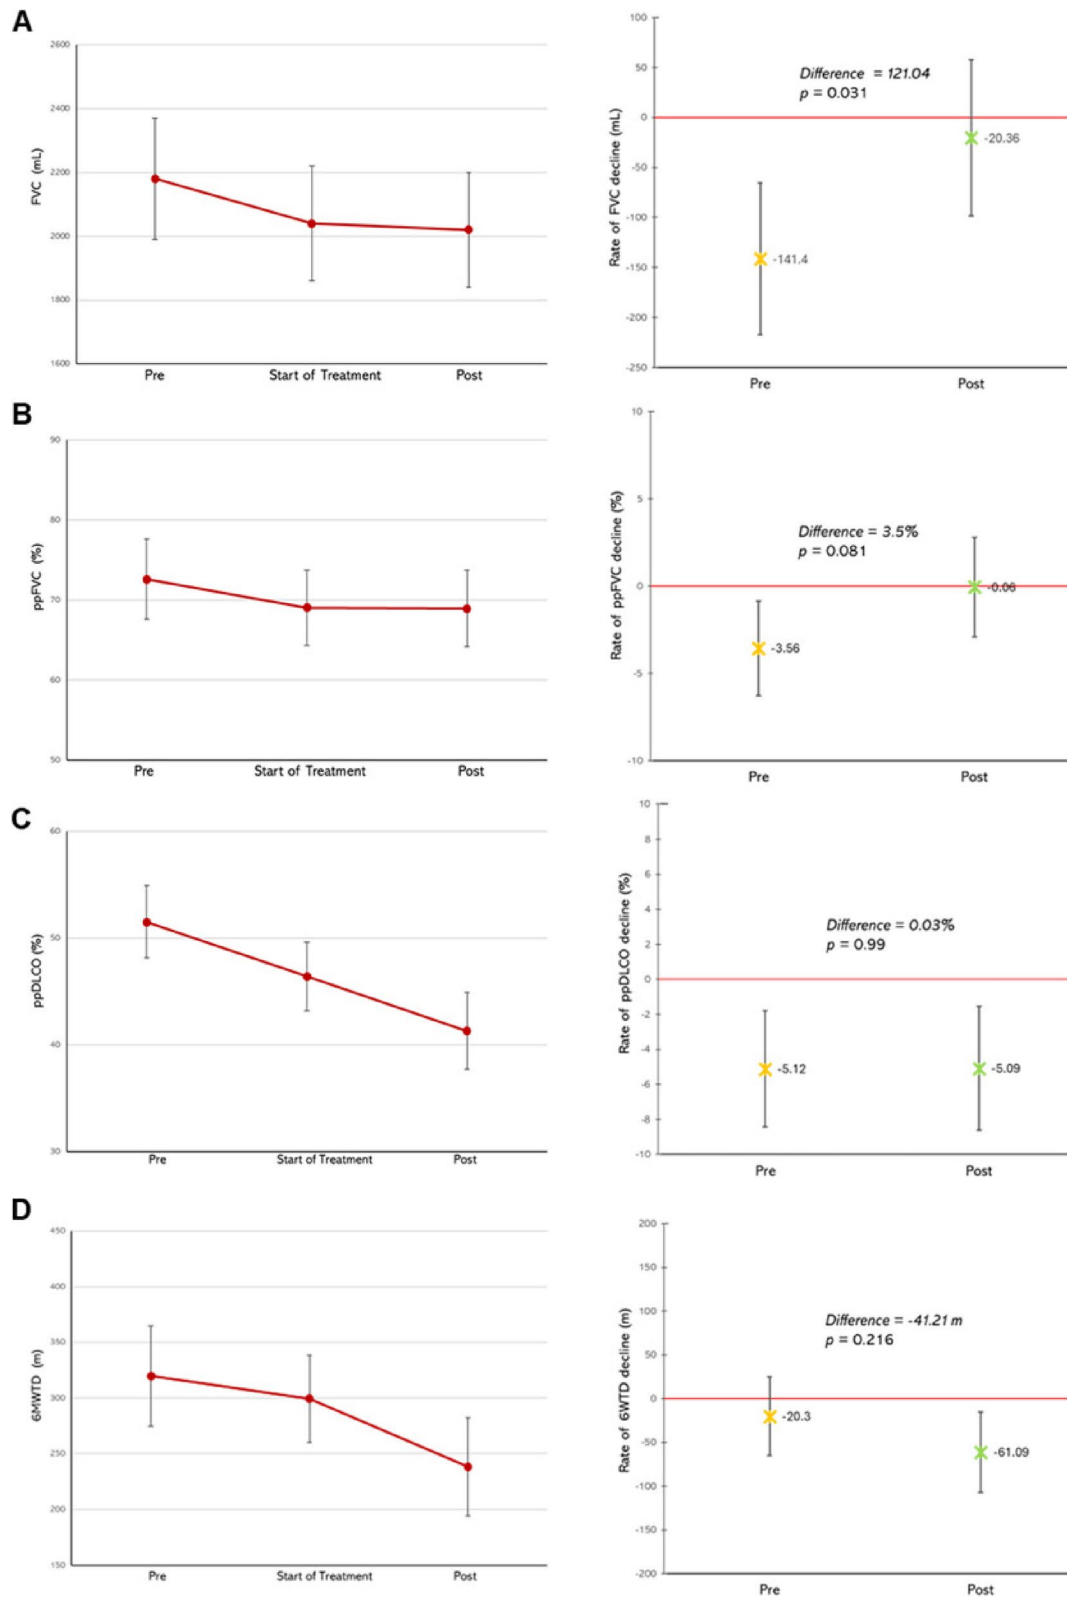 A
FVC (mL)
2600
2400
2200
2000
1800
1600
Pre
Start of Treatment
Post
Rate of FVC decline (mL)
100
50
0
-50
-100
-150
-200
-250
Difference = 121.04
p = 0.031
-141.4
-20.36
Pre
Post
B
ppFVC (%)
90
80
70
60
50
Pre
Start of Treatment
Post
Rate of ppFVC decline (%)
10
5
0
-5
-10
Difference = 3.5%
p = 0.081
-3.56
-0.06
Pre
Post
C
ppDLCO (%)
60
50
40
30
Pre
Start of Treatment
Post
Rate of ppDLCO decline (%)
10
8
6
4
2
0
-2
-4
-6
-8
-10
Difference = 0.03%
p = 0.99
-5.12
-5.09
Pre
Post
D
6MWTD (m)
450
400
350
300
250
200
150
Pre
Start of Treatment
Post
Rate of 6WTD decline (m)
200
150
100
50
0
-50
-100
-150
-200
Difference = -41.21 m
p = 0.216
-20.3
-61.09
Pre
Post